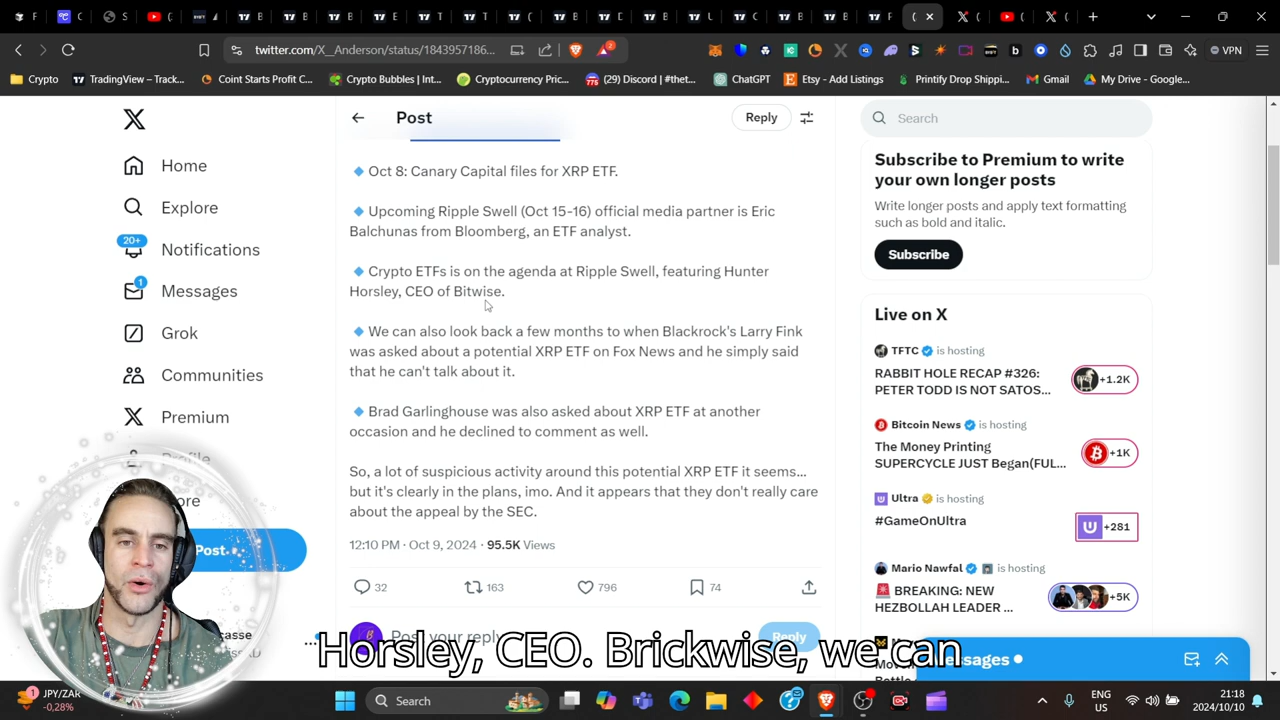 twitter.com/X_Anderson/status/1843957186...
VPN
Crypto
TradingView – Track...
Coint Starts Profit C...
Crypto Bubbles | Int...
Cryptocurrency Pric...
(29) Discord | #thet...
ChatGPT
Etsy - Add Listings
Printify Drop Shippi...
Gmail
My Drive - Google...
Home
Explore
20+
Notifications
1
Messages
Grok
Communities
Premium
Profile
Post
Post
Reply
Oct 8: Canary Capital files for XRP ETF.
Upcoming Ripple Swell (Oct 15-16) official media partner is Eric
Balchunas from Bloomberg, an ETF analyst.
Crypto ETFs is on the agenda at Ripple Swell, featuring Hunter
Horsley, CEO of Bitwise.
We can also look back a few months to when Blackrock's Larry Fink
was asked about a potential XRP ETF on Fox News and he simply said
that he can't talk about it.
Brad Garlinghouse was also asked about XRP ETF at another
occasion and he declined to comment as well.
So, a lot of suspicious activity around this potential XRP ETF it seems...
but it's clearly in the plans, imo. And it appears that they don't really care
about the appeal by the SEC.
12:10 PM · Oct 9, 2024 · 95.5K Views
32
163
796
74
Post your reply
Reply
Search
Subscribe to Premium to write
your own longer posts
Write longer posts and apply text formatting
such as bold and italic.
Subscribe
Live on X
TFTC is hosting
RABBIT HOLE RECAP #326:
PETER TODD IS NOT SATOS...
+1.2K
Bitcoin News is hosting
The Money Printing
SUPERCYCLE JUST Began(FUL...
+1K
Ultra is hosting
#GameOnUltra
+281
Mario Nawfal is hosting
BREAKING: NEW
HEZBOLLAH LEADER ...
+5K
Horsley, CEO. Brickwise, we can
JPY/ZAR
-0,28%
Search
ENG
WE
21:18
2024/10/10